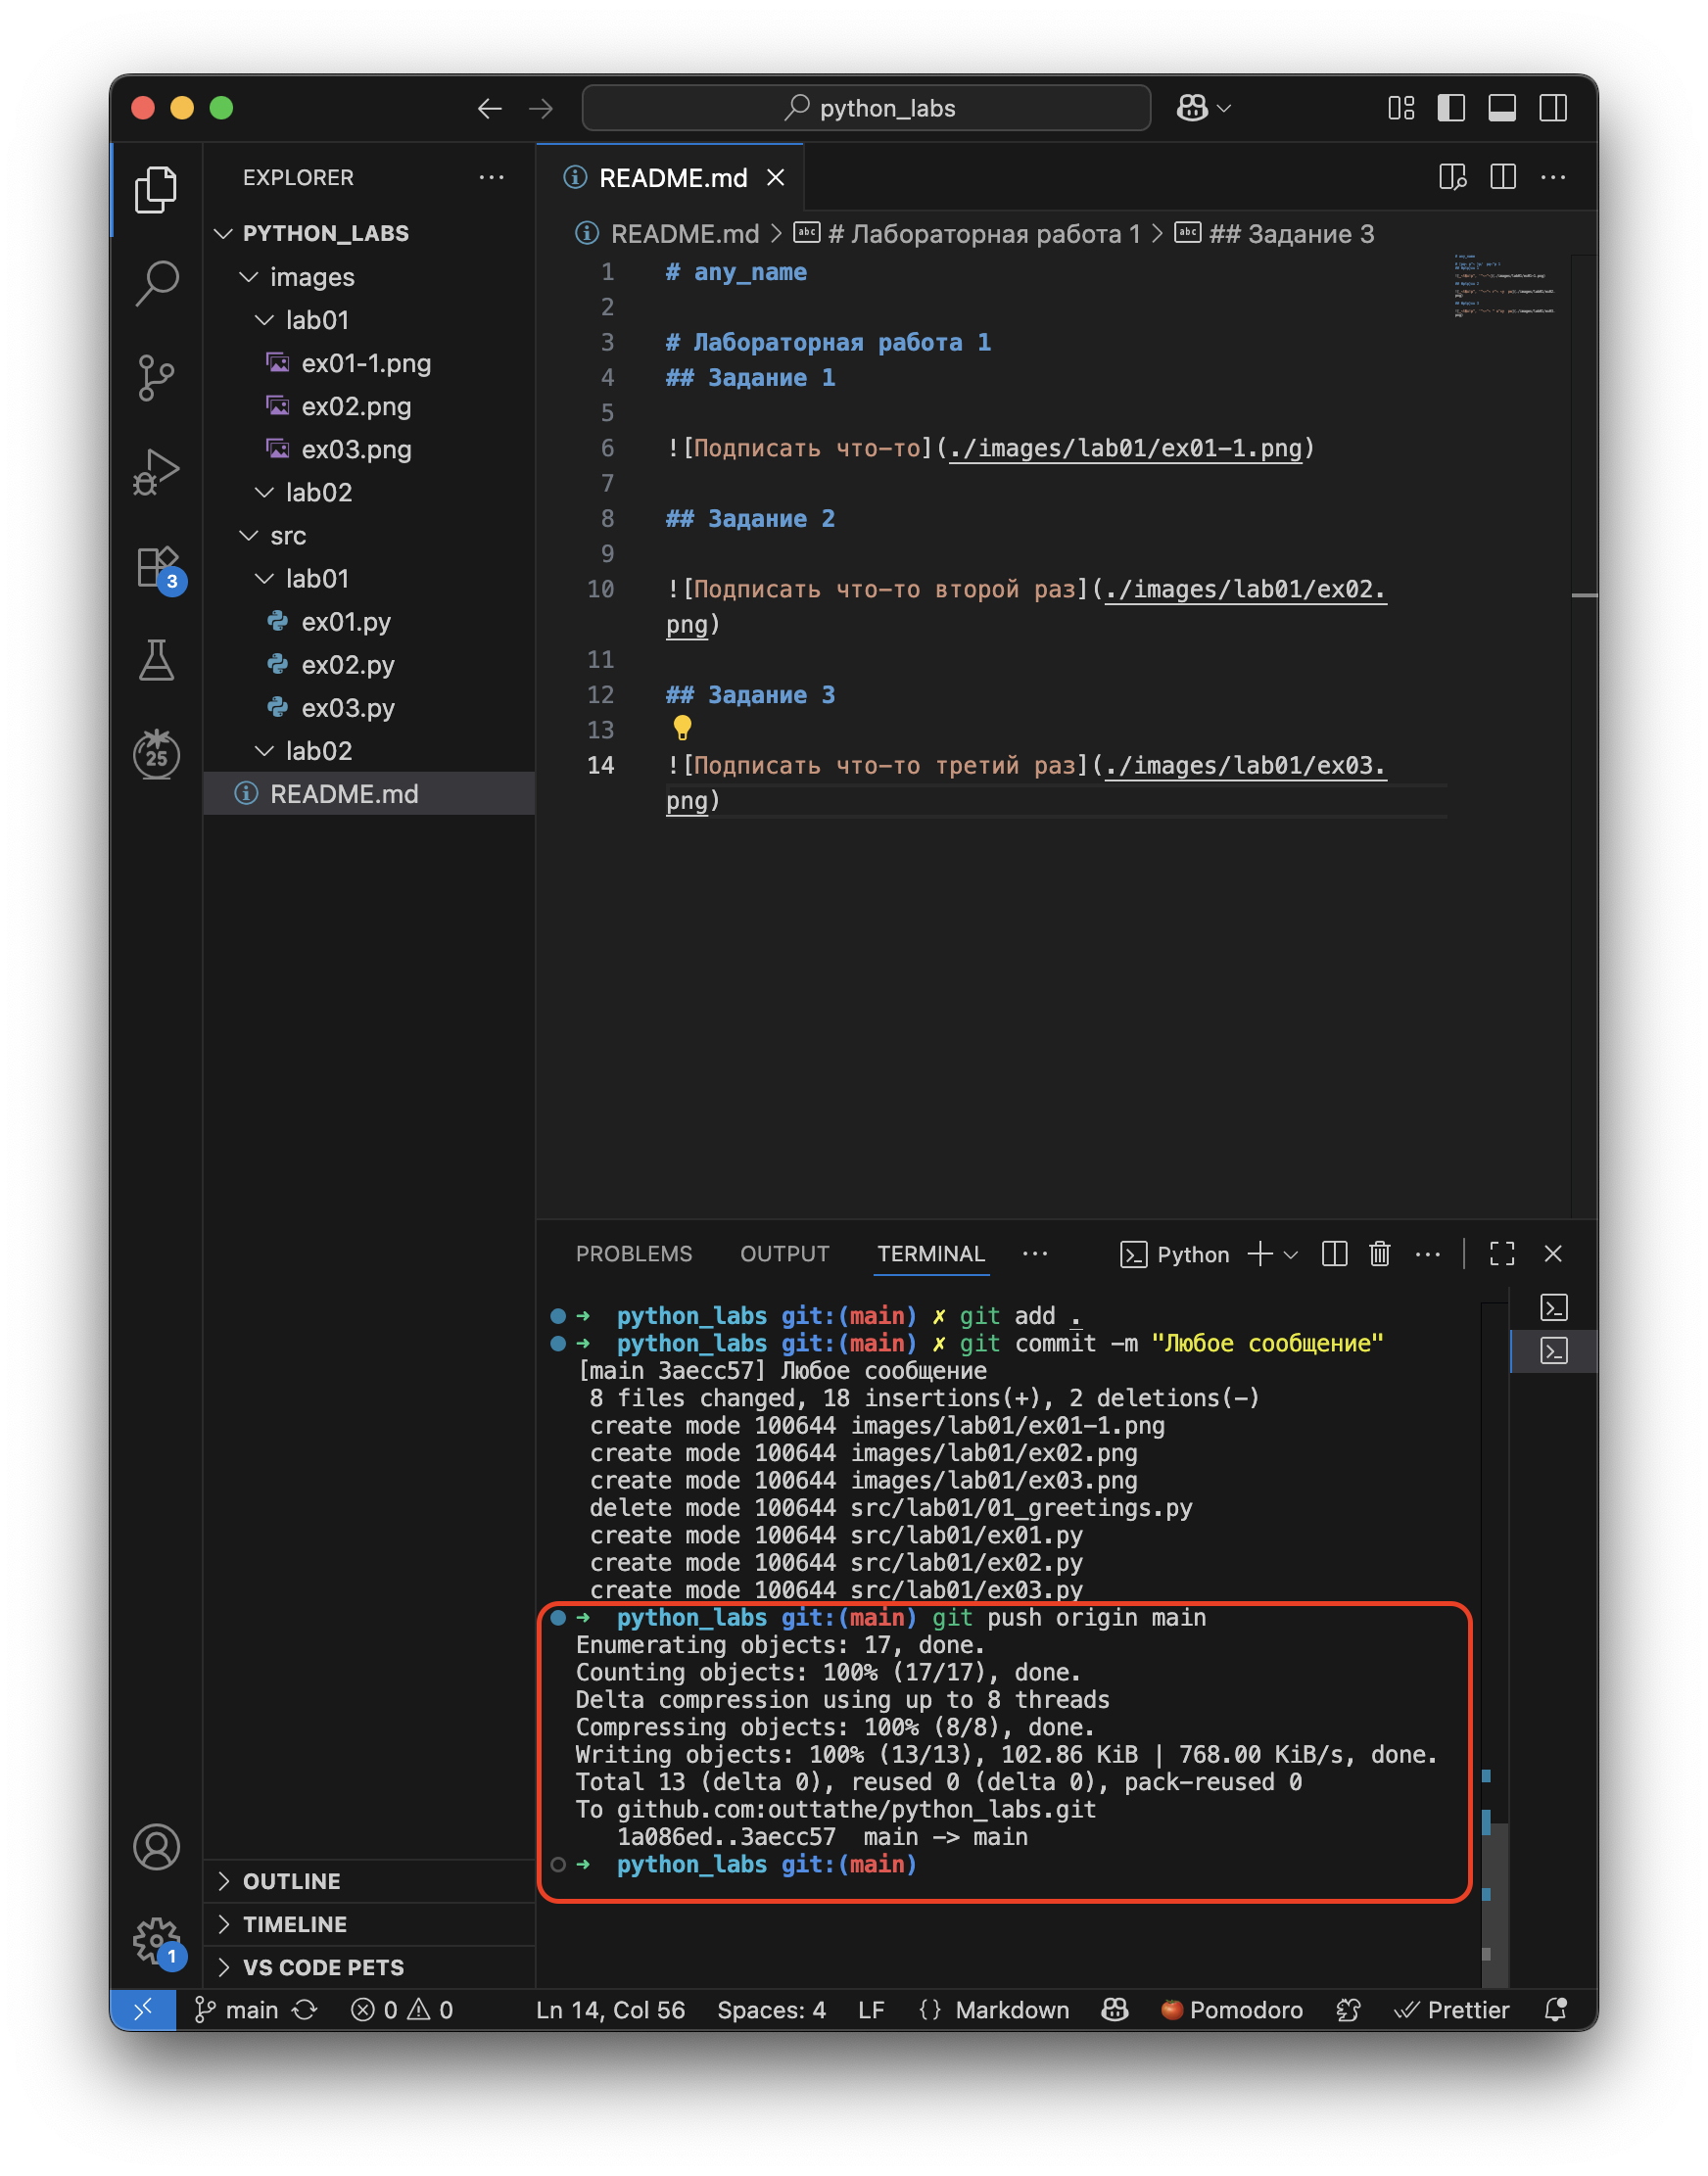 python_labs
EXPLORER
PYTHON_LABS
images
lab01
ex01-1.png
ex02.png
ex03.png
lab02
src
lab01
ex01.py
ex02.py
ex03.py
lab02
README.md
OUTLINE
TIMELINE
VS CODE PETS
3
25
1
README.md
README.md > # Лабораторная работа 1 > ## Задание 3
1 # any_name
2
3 # Лабораторная работа 1
4 ## Задание 1
5
6 ![Подписать что-то](./images/lab01/ex01-1.png)
7
8 ## Задание 2
9
10 ![Подписать что-то второй раз](./images/lab01/ex02.
png)
11
12 ## Задание 3
13
14 ![Подписать что-то третий раз](./images/lab01/ex03.
png)
PROBLEMS OUTPUT TERMINAL Python
➜ python_labs git:(main) ✗ git add .
➜ python_labs git:(main) ✗ git commit -m "Любое сообщение"
[main 3aecc57] Любое сообщение
8 files changed, 18 insertions(+), 2 deletions(-)
create mode 100644 images/lab01/ex01-1.png
create mode 100644 images/lab01/ex02.png
create mode 100644 images/lab01/ex03.png
delete mode 100644 src/lab01/01_greetings.py
create mode 100644 src/lab01/ex01.py
create mode 100644 src/lab01/ex02.py
create mode 100644 src/lab01/ex03.py
➜ python_labs git:(main) git push origin main
Enumerating objects: 17, done.
Counting objects: 100% (17/17), done.
Delta compression using up to 8 threads
Compressing objects: 100% (8/8), done.
Writing objects: 100% (13/13), 102.86 KiB | 768.00 KiB/s, done.
Total 13 (delta 0), reused 0 (delta 0), pack-reused 0
To github.com:outtathe/python_labs.git
1a086ed..3aecc57 main -> main
➜ python_labs git:(main)
main 0 0 Ln 14, Col 56 Spaces: 4 LF {} Markdown Pomodoro Prettier